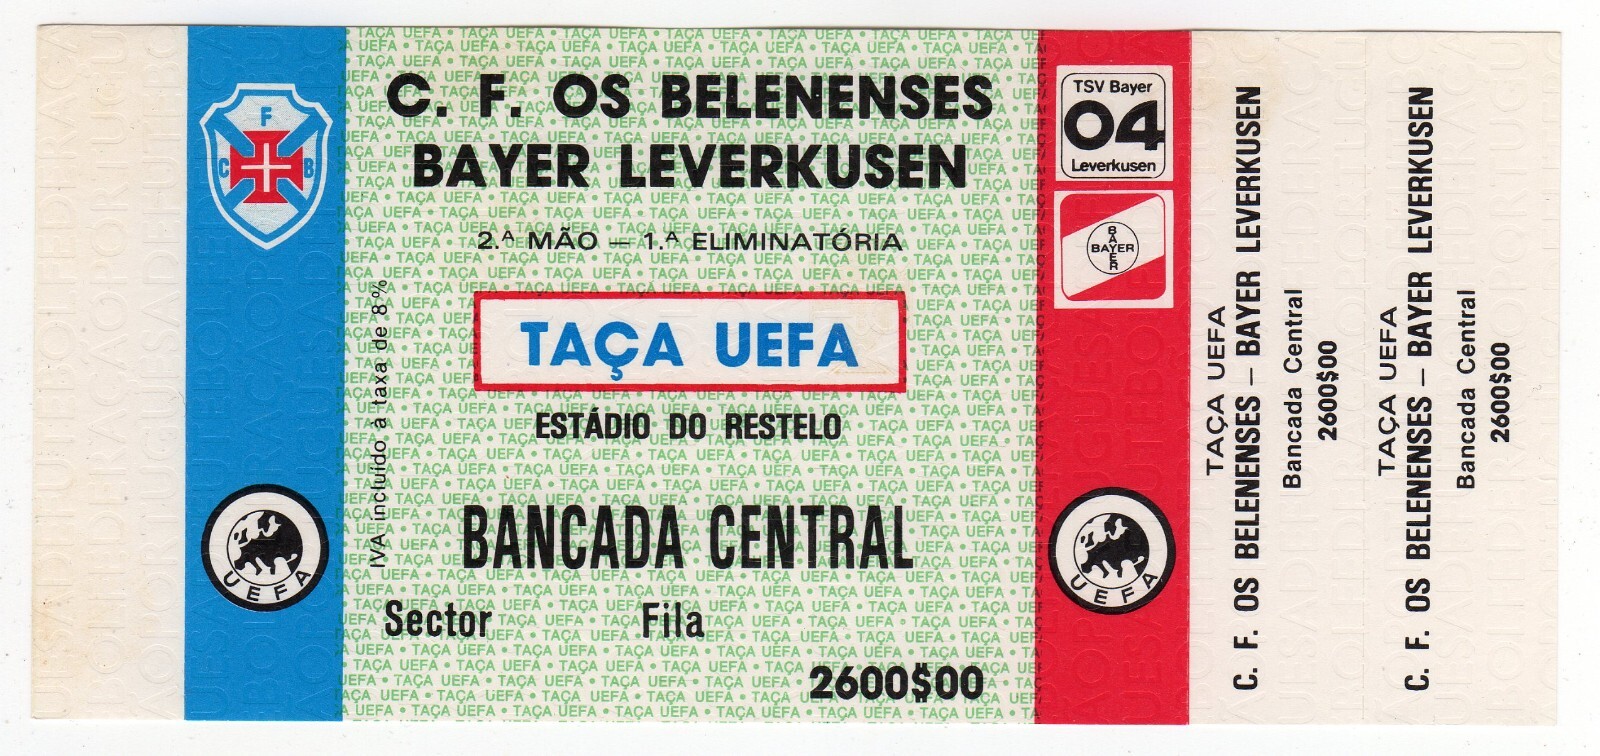 C. F. OS BELENENSES
BAYER LEVERKUSEN
2.ª MÃO — 1.ª ELIMINATÓRIA
TAÇA UEFA
ESTÁDIO DO RESTELO
BANCADA CENTRAL
Sector Fila
2600$00
IVA incluído à taxa de 8%
F
C B
UEFA
TSV Bayer
04
Leverkusen
BAYER
BAYER
UEFA
TAÇA UEFA
C. F. OS BELENENSES – BAYER LEVERKUSEN
Bancada Central
2600$00
TAÇA UEFA
C. F. OS BELENENSES – BAYER LEVERKUSEN
Bancada Central
2600$00